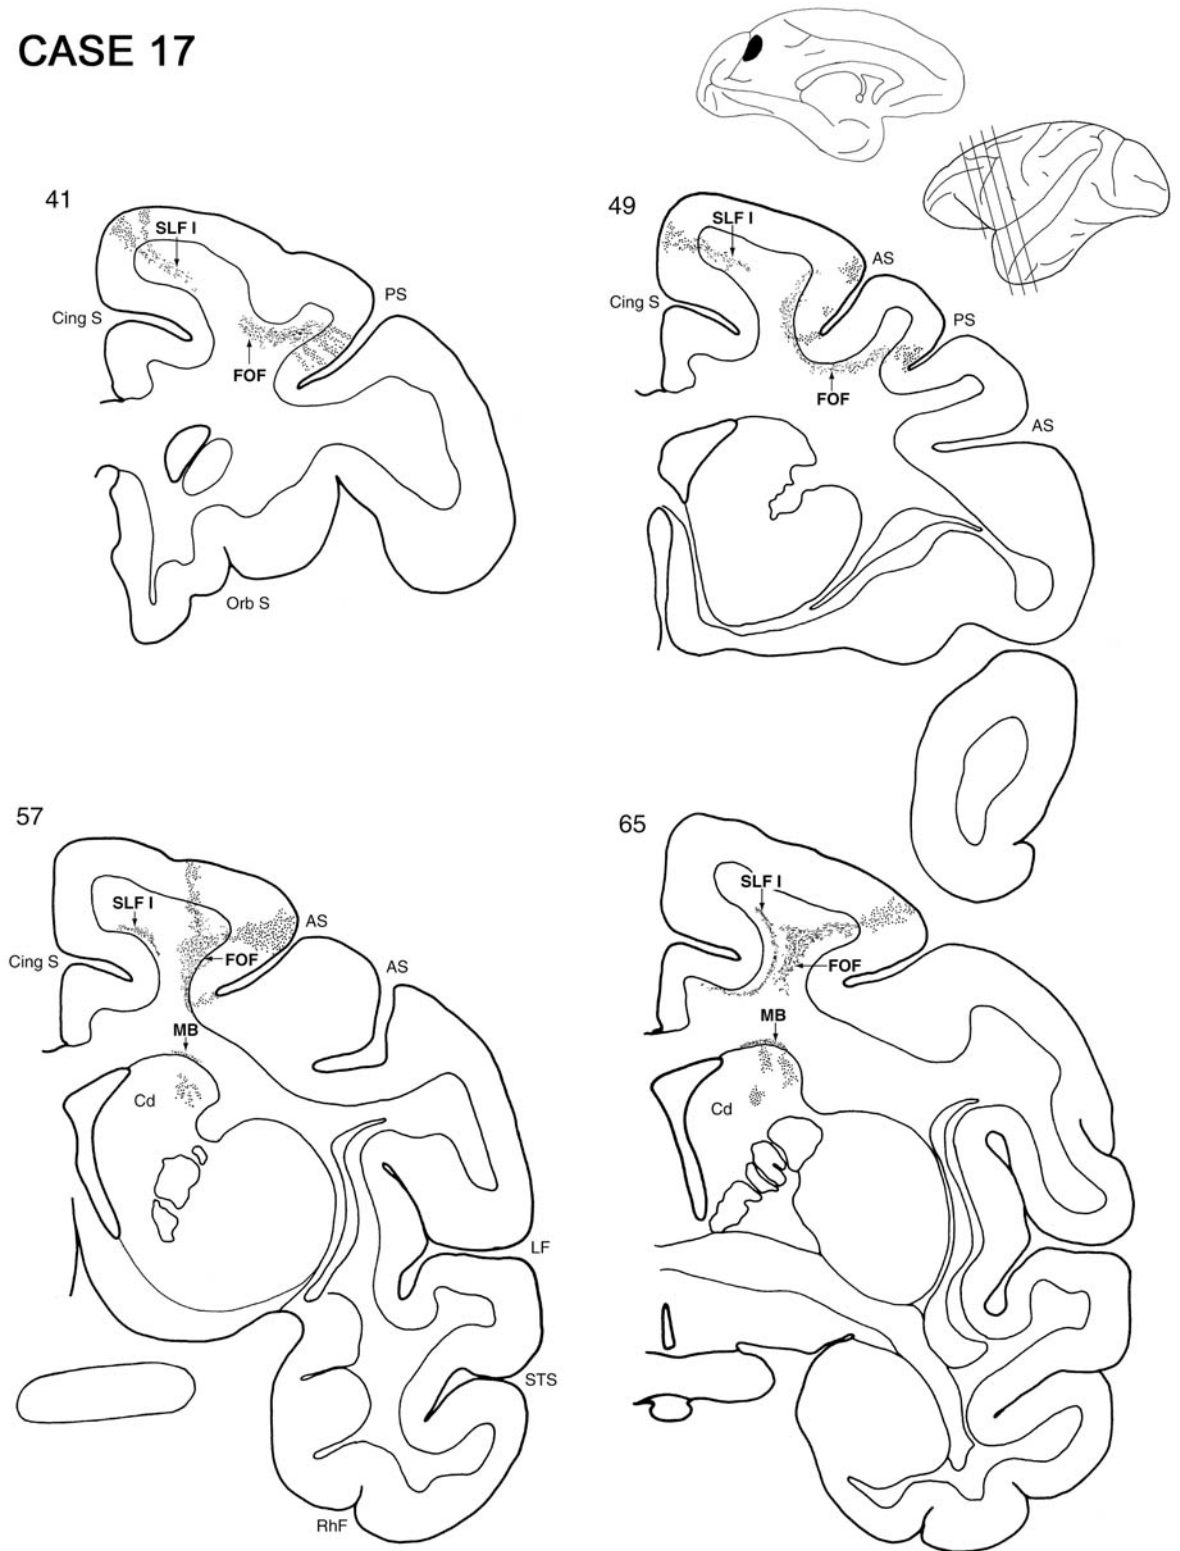 CASE 17
41
SLF I
PS
Cing S
FOF
Orb S
49
SLF I
AS
Cing S
PS
FOF
AS
57
SLF I
AS
Cing S
FOF
AS
MB
Cd
LF
STS
RhF
65
SLF I
FOF
MB
Cd